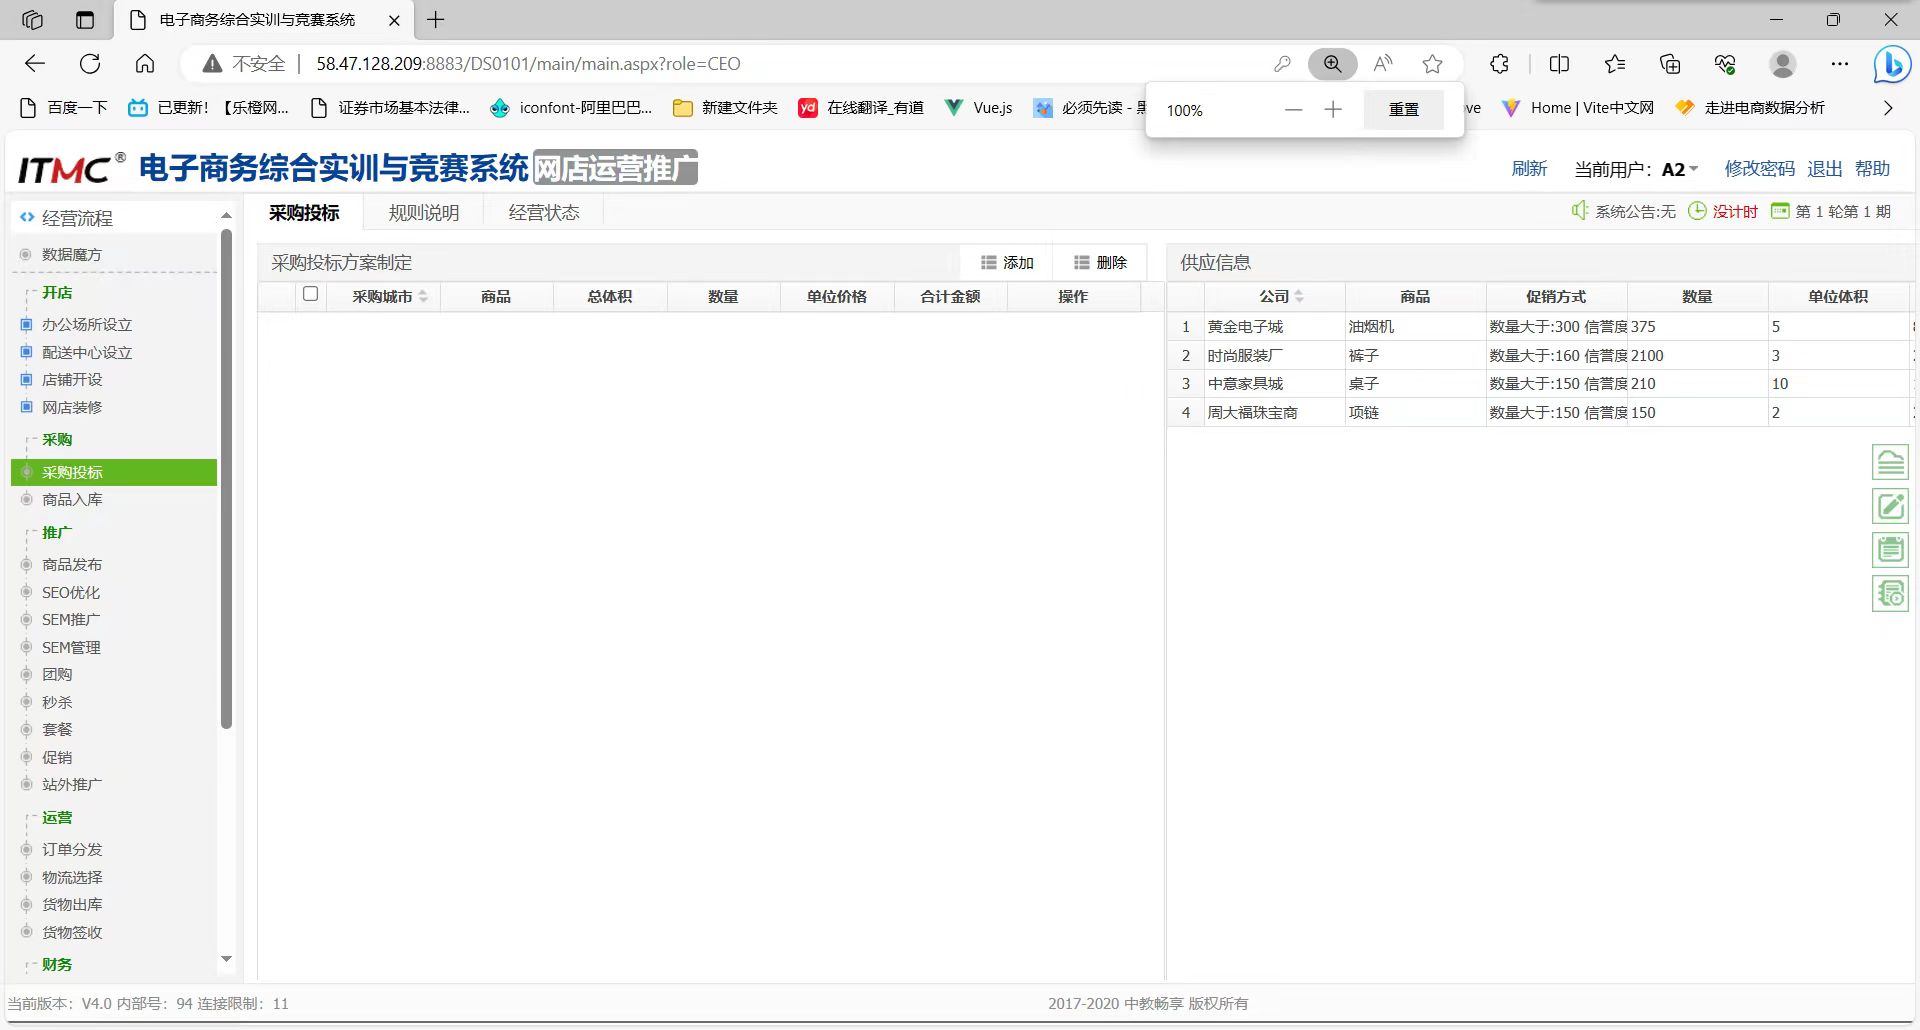 电子商务综合实训与竞赛系统
不安全 58.47.128.209:8883/DS0101/main/main.aspx?role=CEO
百度一下 已更新！【乐橙网... 证券市场基本法律... iconfont-阿里巴巴... 新建文件夹 yd 在线翻译_有道 Vue.js 必须先读 - 黑 ve Home | Vite中文网 走进电商数据分析
100% 重置
ITMC® 电子商务综合实训与竞赛系统 网店运营推广
刷新 当前用户：A2 修改密码 退出 帮助
经营流程
采购投标 规则说明 经营状态
系统公告:无 没计时 第 1 轮第 1 期
数据魔方
开店
办公场所设立
配送中心设立
店铺开设
网店装修
采购
采购投标
商品入库
推广
商品发布
SEO优化
SEM推广
SEM管理
团购
秒杀
套餐
促销
站外推广
运营
订单分发
物流选择
货物出库
货物签收
财务
采购投标方案制定 添加 删除
采购城市 商品 总体积 数量 单位价格 合计金额 操作
供应信息
公司 商品 促销方式 数量 单位体积
1 黄金电子城 油烟机 数量大于:300 信誉度 375 5
2 时尚服装厂 裤子 数量大于:160 信誉度 2100 3
3 中意家具城 桌子 数量大于:150 信誉度 210 10
4 周大福珠宝商 项链 数量大于:150 信誉度 150 2
当前版本：V4.0 内部号：94 连接限制：11
2017-2020 中教畅享 版权所有